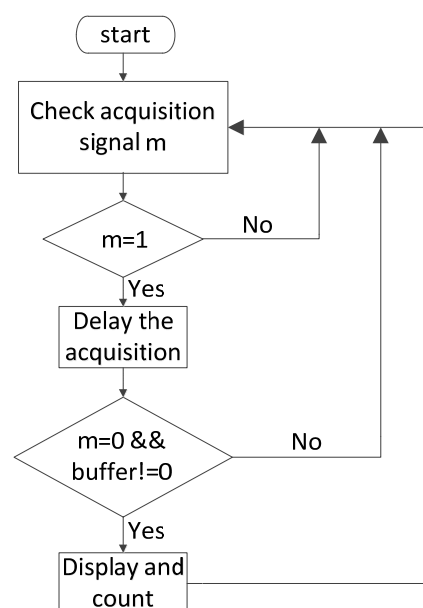 start
Check acquisition
signal m
m=1
No
Yes
Delay the
acquisition
m=0 &&
buffer!=0
No
Yes
Display and
count